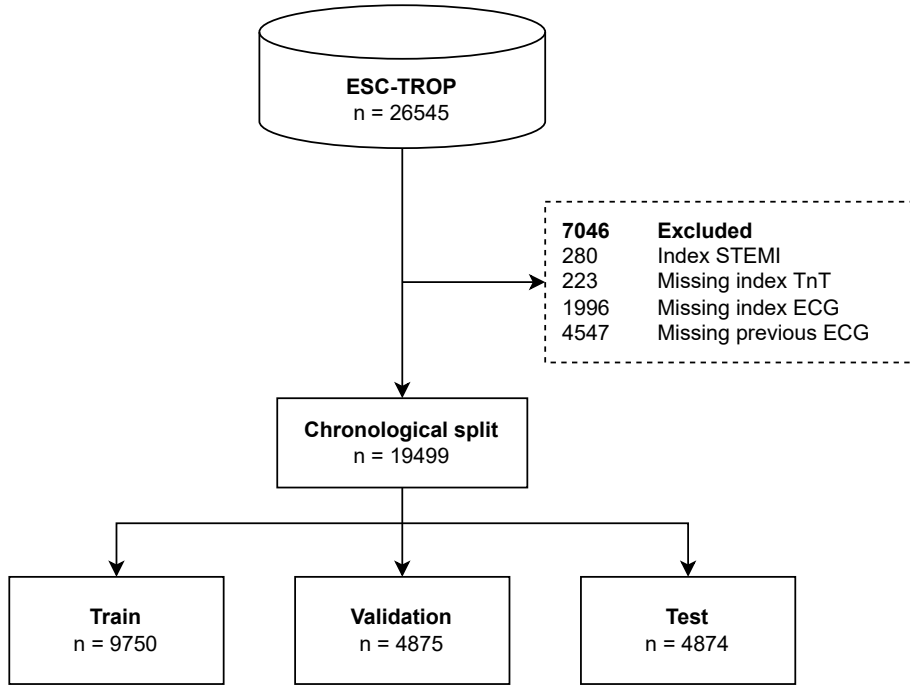 ESC-TROP
n = 26545
7046 Excluded
280 Index STEMI
223 Missing index TnT
1996 Missing index ECG
4547 Missing previous ECG
Chronological split
n = 19499
Train
n = 9750
Validation
n = 4875
Test
n = 4874